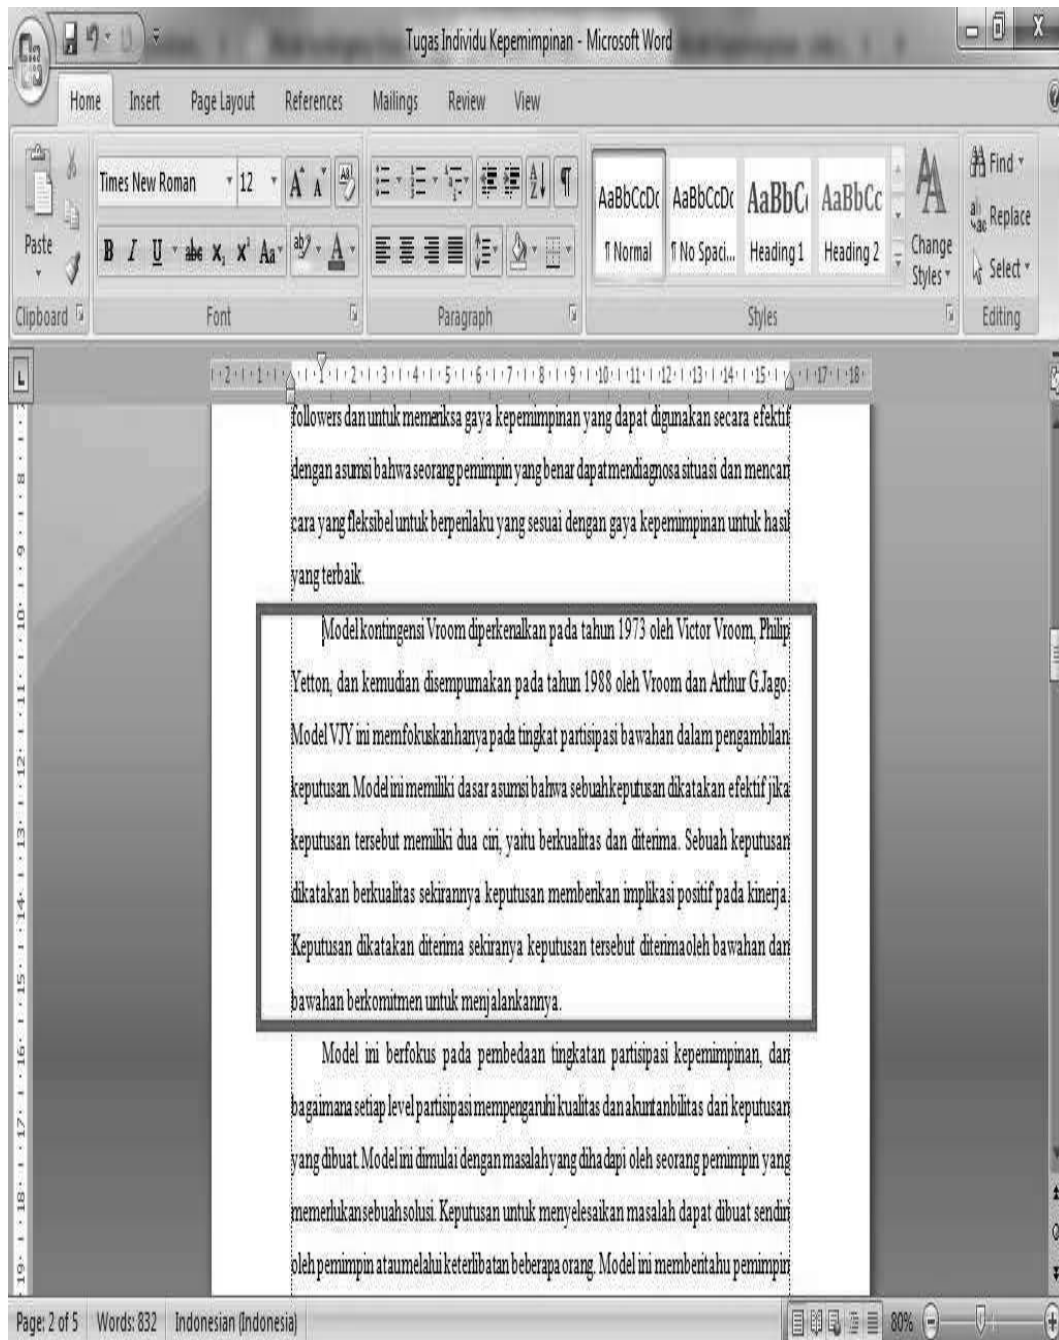 Tugas Individu Kepemimpinan - Microsoft Word
Home Insert Page Layout References Mailings Review View
Times New Roman 12
Paste
B I U abc x₂ x² Aa
AaBbCcDc AaBbCcDc AaBbC AaBbCc
¶ Normal ¶ No Spaci... Heading 1 Heading 2
Change Styles
Find
Replace
Select
Clipboard Font Paragraph Styles Editing
followers dan untuk memeriksa gaya kepemimpinan yang dapat digunakan secara efektif
dengan asumsi bahwa seorang pemimpin yang benar dapat mendiagnosa situasi dan mencari
cara yang fleksibel untuk berperilaku yang sesuai dengan gaya kepemimpinan untuk hasil
yang terbaik.
Model kontingensi Vroom diperkenalkan pada tahun 1973 oleh Victor Vroom, Philip
Yetton, dan kemudian disempurnakan pada tahun 1988 oleh Vroom dan Arthur G.Jago.
Model VJY ini memfokuskan hanya pada tingkat partisipasi bawahan dalam pengambilan
keputusan. Model ini memiliki dasar asumsi bahwa sebuah keputusan dikatakan efektif jika
keputusan tersebut memiliki dua ciri, yaitu berkualitas dan diterima. Sebuah keputusan
dikatakan berkualitas sekirannya keputusan memberikan implikasi positif pada kinerja.
Keputusan dikatakan diterima sekiranya keputusan tersebut diterimaoleh bawahan dan
bawahan berkomitmen untuk menjalankannya.
Model ini berfokus pada pembedaan tingkatan partisipasi kepemimpinan, dan
bagaimana setiap level partisipasi mempengaruhi kualitas dan akuntanbilitas dari keputusan
yang dibuat. Model ini dimulai dengan masalah yang dihadapi oleh seorang pemimpin yang
memerlukan sebuah solusi. Keputusan untuk menyelesaikan masalah dapat dibuat sendiri
oleh pemimpin atau melalui keterlibatan beberapa orang. Model ini memberitahu pemimpin
Page: 2 of 5 Words: 832 Indonesian (Indonesia) 80%